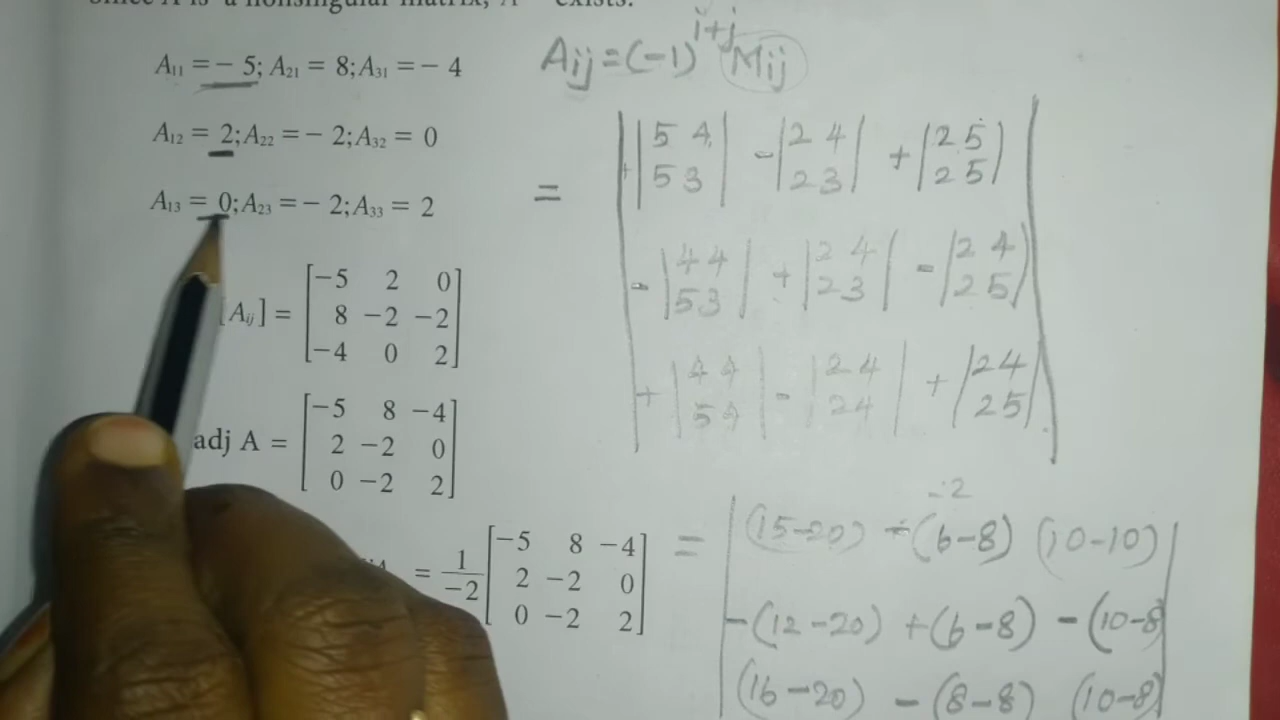 A₁₁ = − 5; A₂₁ = 8; A₃₁ = − 4
A₁₂ = 2; A₂₂ = − 2; A₃₂ = 0
A₁₃ = 0; A₂₃ = − 2; A₃₃ = 2
[Aᵢⱼ] =
−5 2 0
8 −2 −2
−4 0 2
adj A =
−5 8 −4
2 −2 0
0 −2 2
= 1/−2
−5 8 −4
2 −2 0
0 −2 2
Aij = (−1)^i+j Mij
=
+ |5 4| − |2 4| + |2 5|
|5 3| |2 3| |2 5|
− |4 4| + |2 4| − |2 4|
|5 3| |2 3| |2 5|
+ |4 4| − |2 4| + |2 4|
|5 4| |2 4| |2 5|
−2
= (15−20) −(6−8) (10−10)
−(12−20) +(6−8) −(10−8)
(16−20) −(8−8) (10−8)